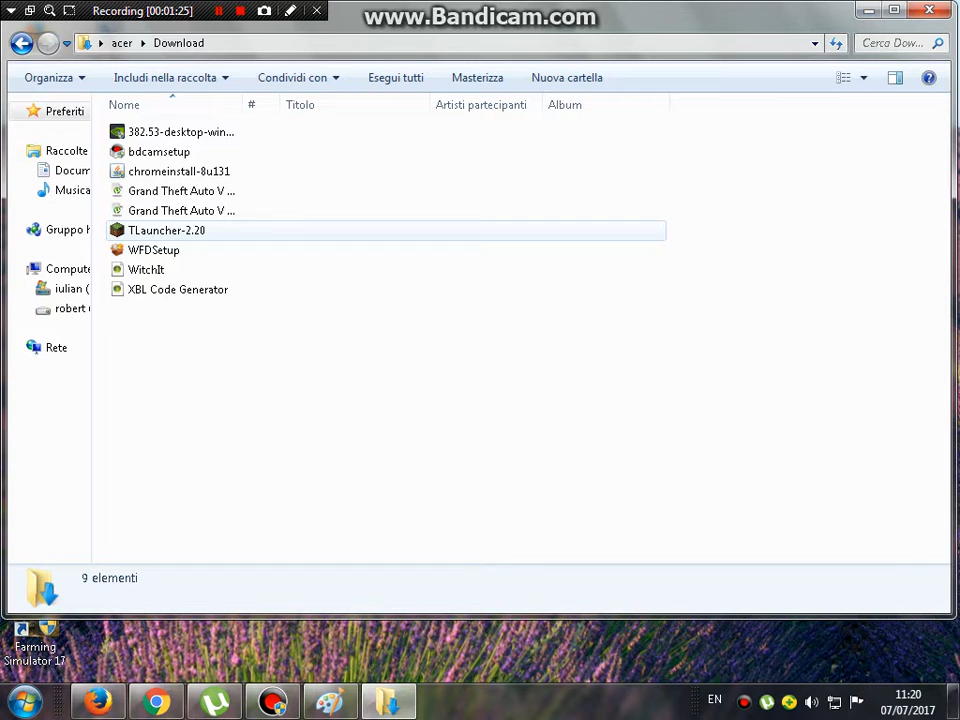 Recording [00:01:25]
www.Bandicam.com
acer Download
Cerca Dow...
Organizza Includi nella raccolta Condividi con Esegui tutti Masterizza Nuova cartella
Preferiti
Raccolte
Docum
Musica
Gruppo h
Compute
iulian (
robert
Rete
Nome # Titolo Artisti partecipanti Album
382.53-desktop-win...
bdcamsetup
chromeinstall-8u131
Grand Theft Auto V ...
Grand Theft Auto V ...
TLauncher-2.20
WFDSetup
WitchIt
XBL Code Generator
9 elementi
Farming
Simulator 17
EN
11:20
07/07/2017